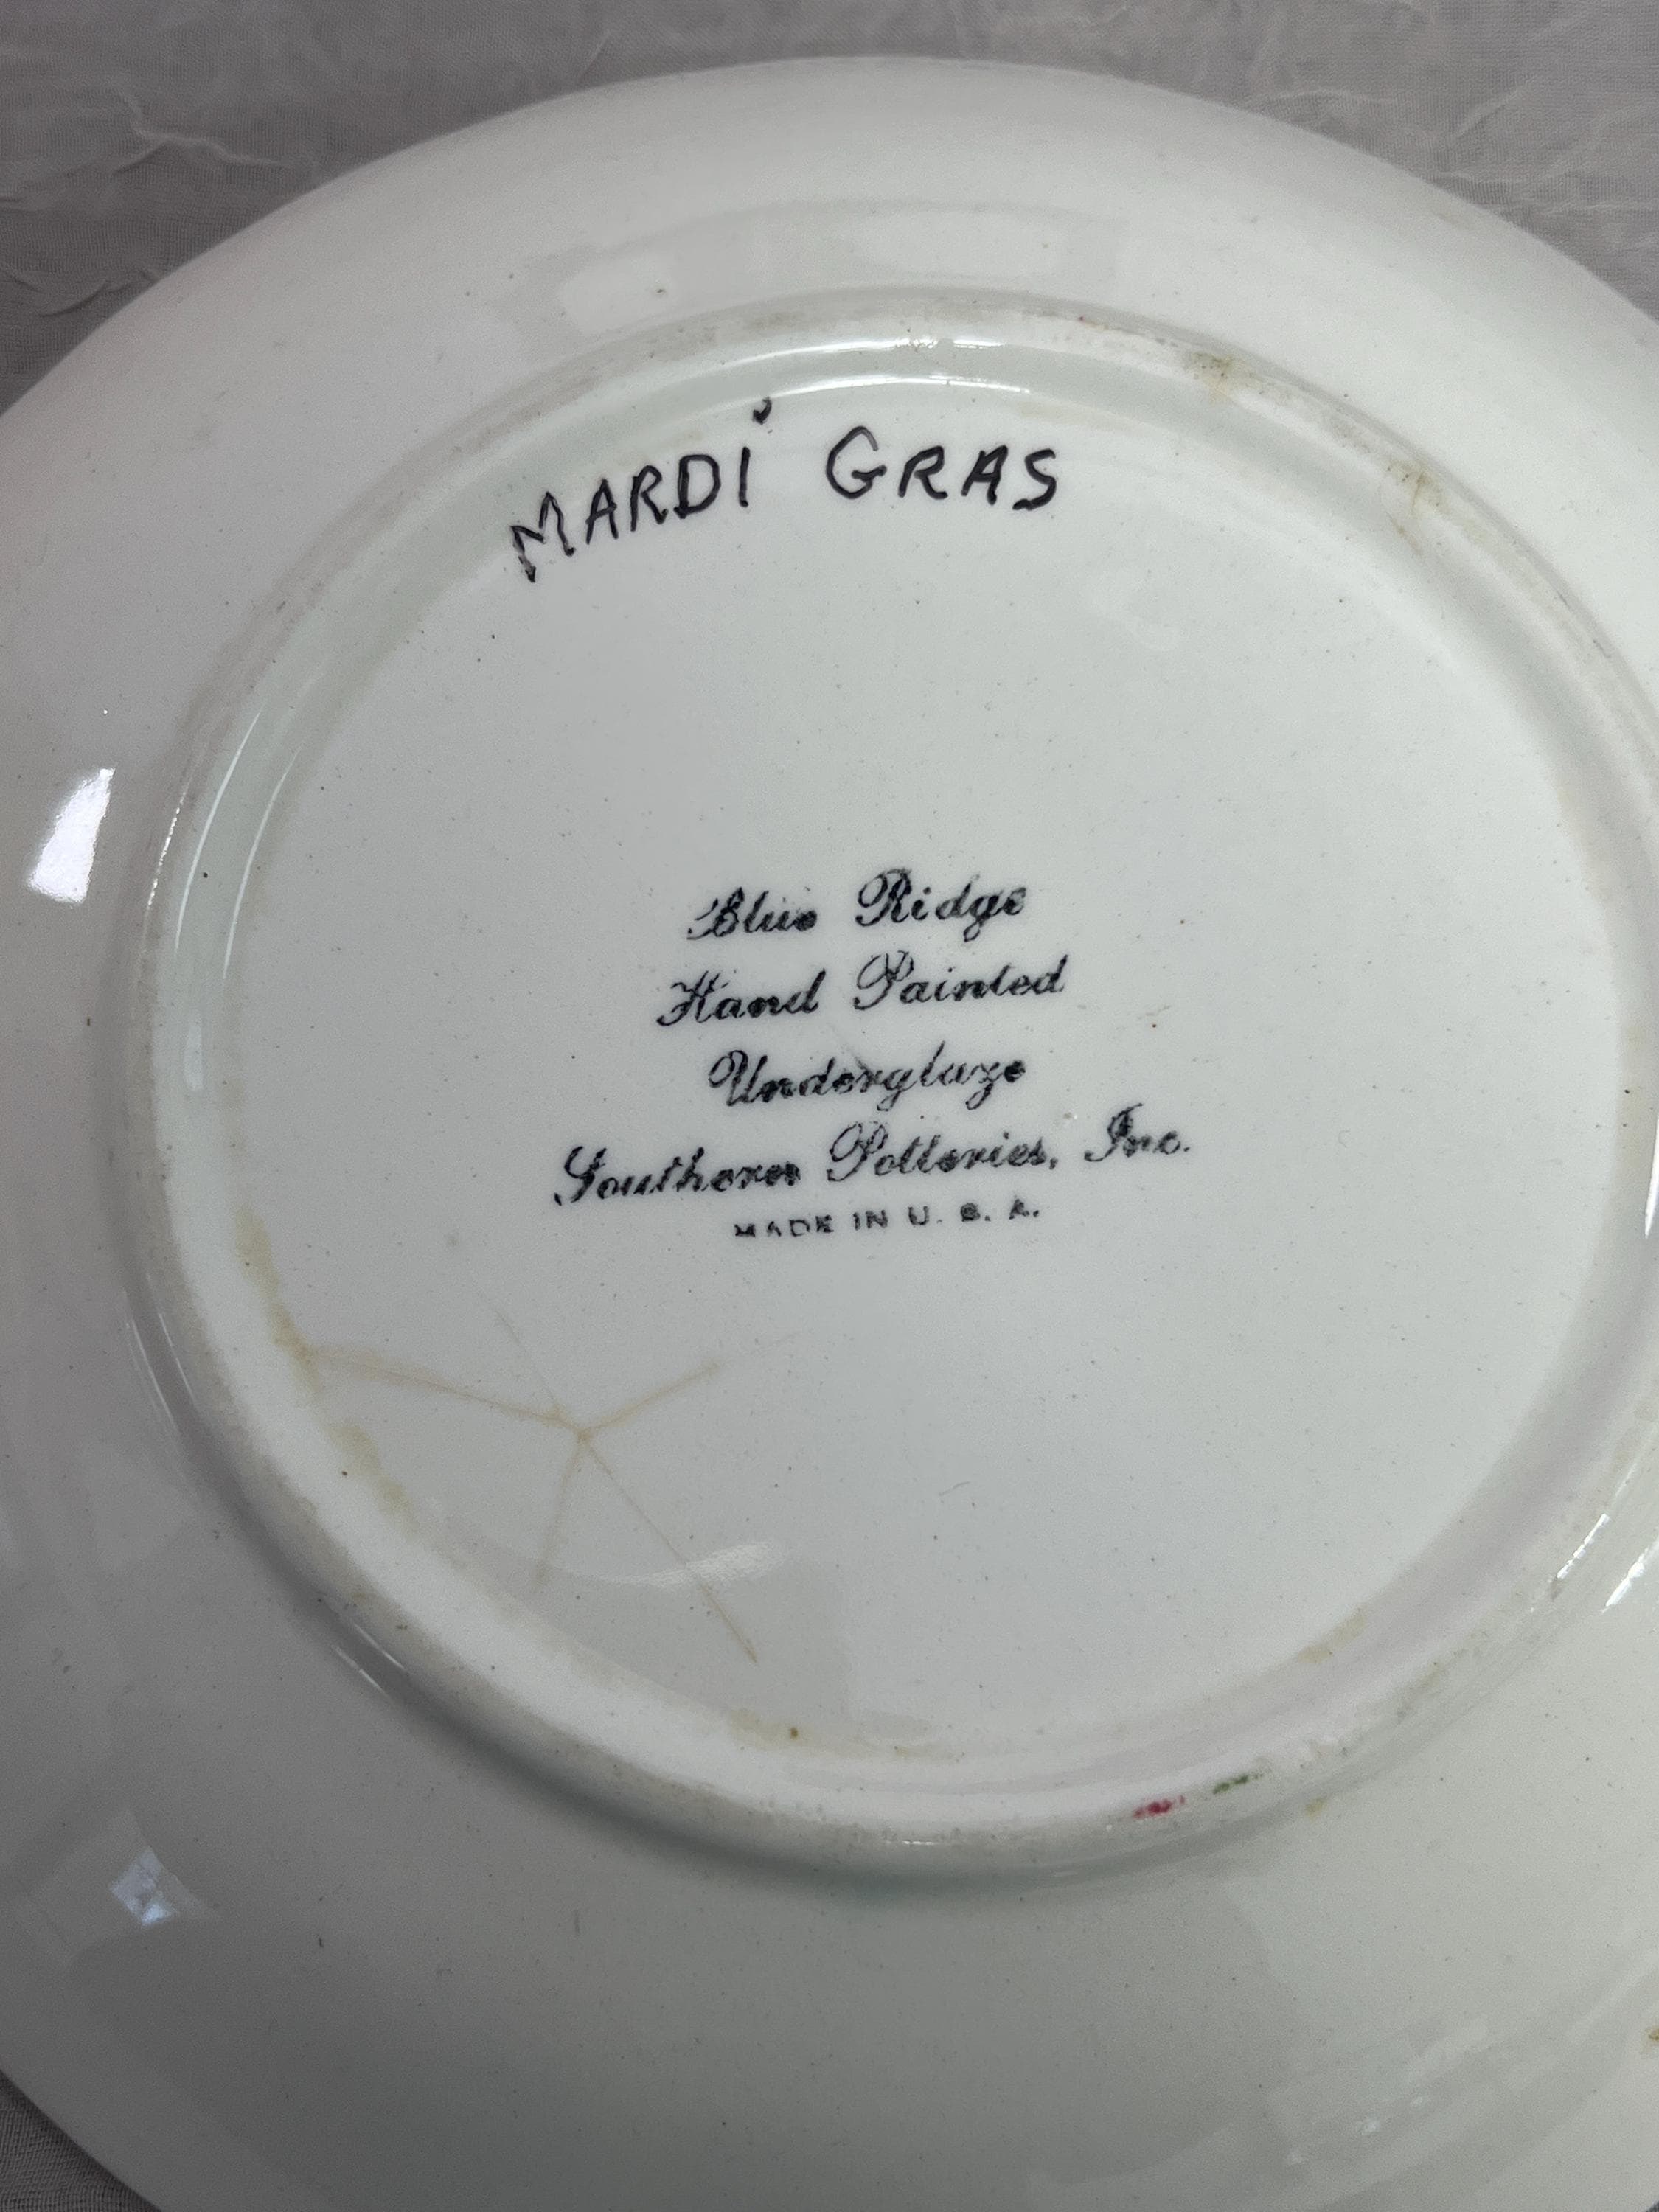 MARDI GRAS
Blue Ridge
Hand Painted
Underglaze
Southern Potteries, Inc.
MADE IN U. S. A.